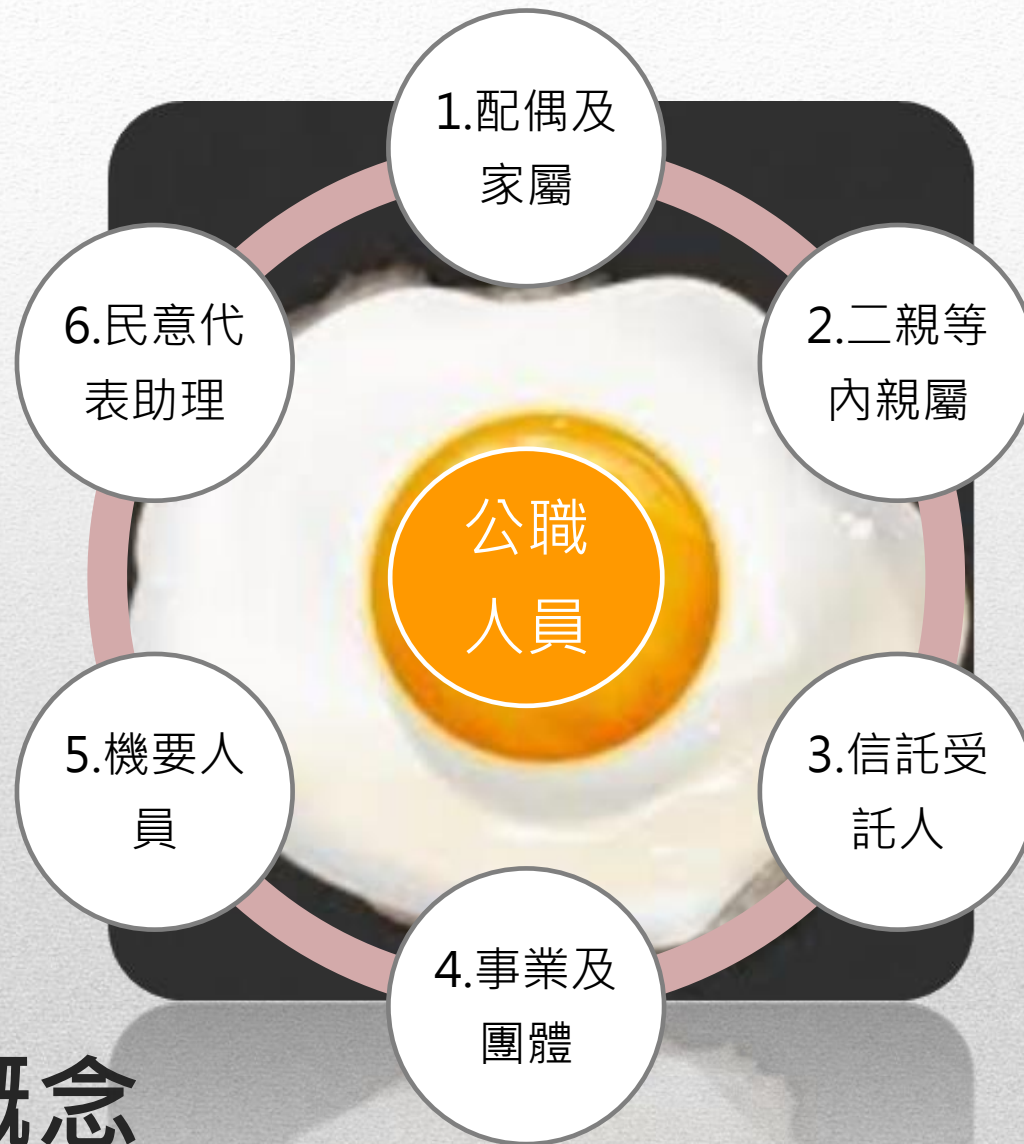 1.配偶及
家屬
2.二親等
內親屬
3.信託受
託人
4.事業及
團體
5.機要人
員
6.民意代
表助理
公職
人員
概念